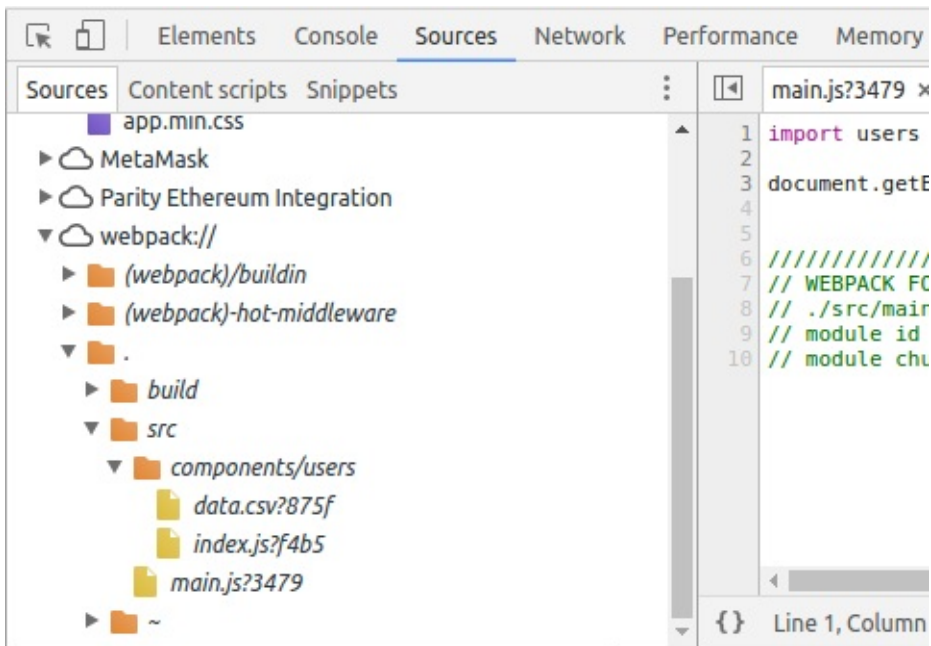 Elements Console Sources Network Performance Memory
Sources Content scripts Snippets
main.js?3479 ×
app.min.css
MetaMask
Parity Ethereum Integration
webpack://
(webpack)/buildin
(webpack)-hot-middleware
.
build
src
components/users
data.csv?875f
index.js?f4b5
main.js?3479
~
1 import users
2
3 document.getE
4
5
6 /////////////
7 // WEBPACK FO
8 // ./src/main
9 // module id
10 // module chu
{} Line 1, Column